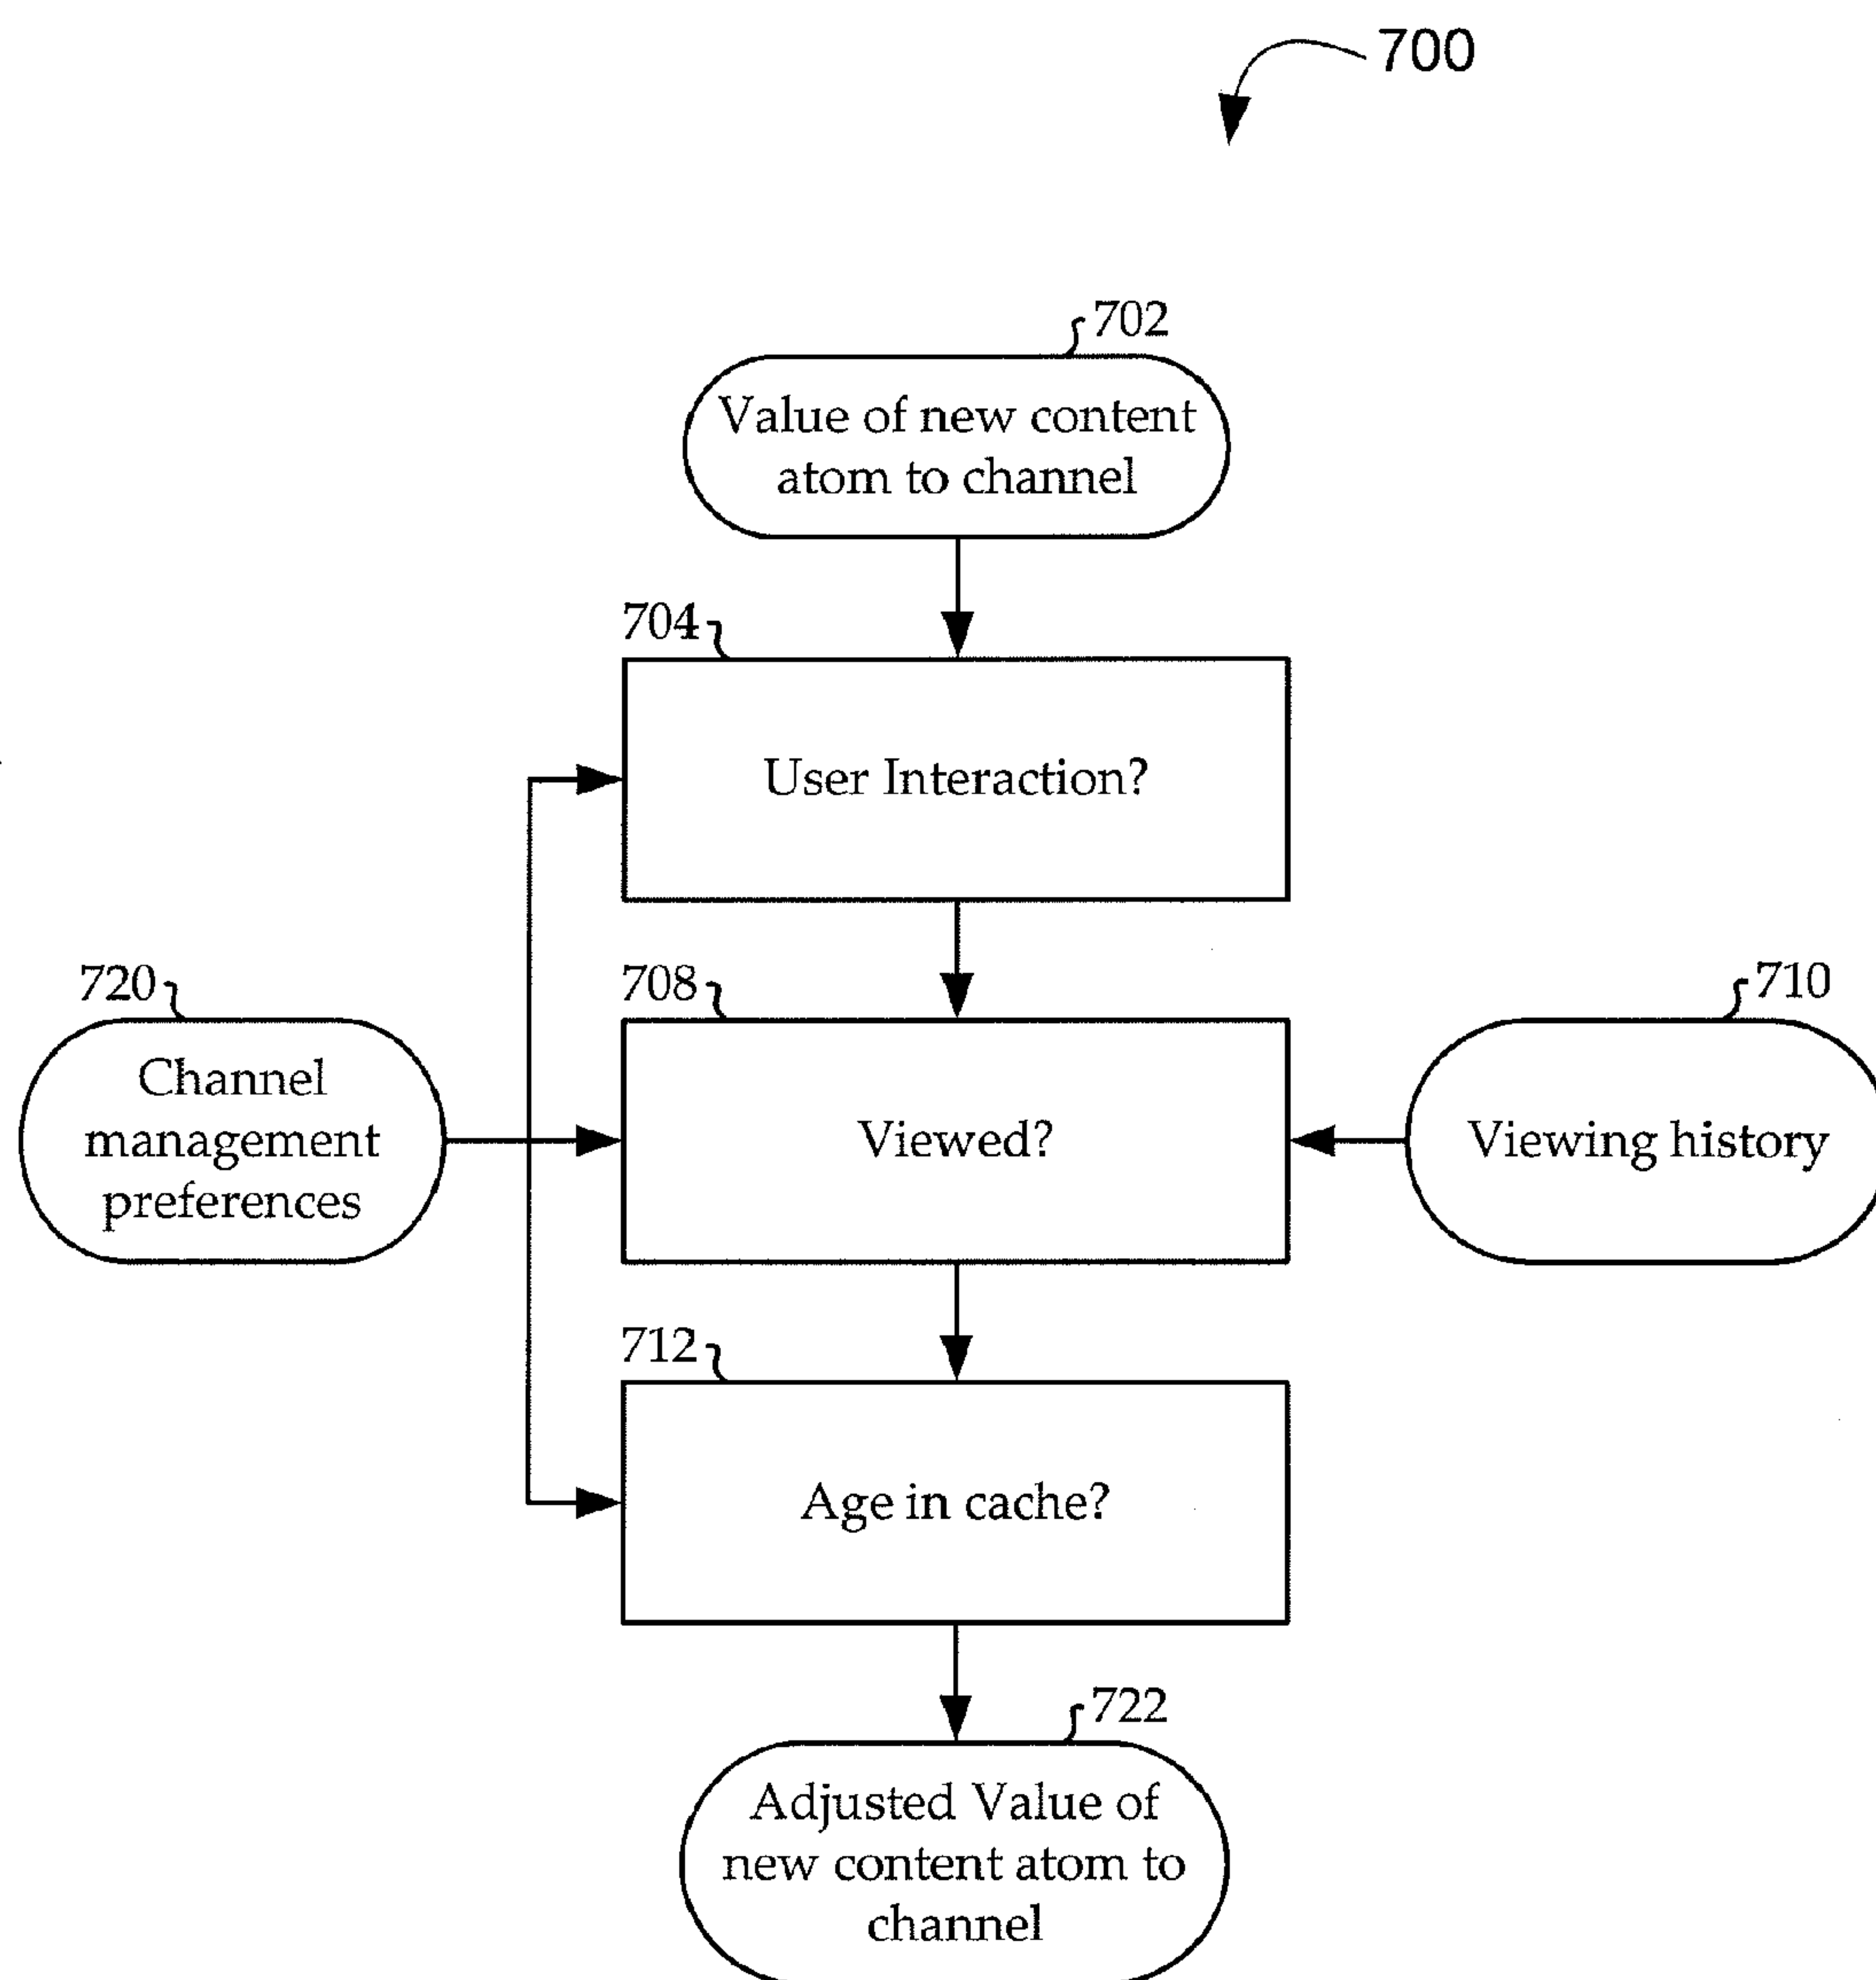 700
702
Value of new content
atom to channel
704
User Interaction?
720
Channel
management
preferences
708
Viewed?
710
Viewing history
712
Age in cache?
722
Adjusted Value of
new content atom to
channel